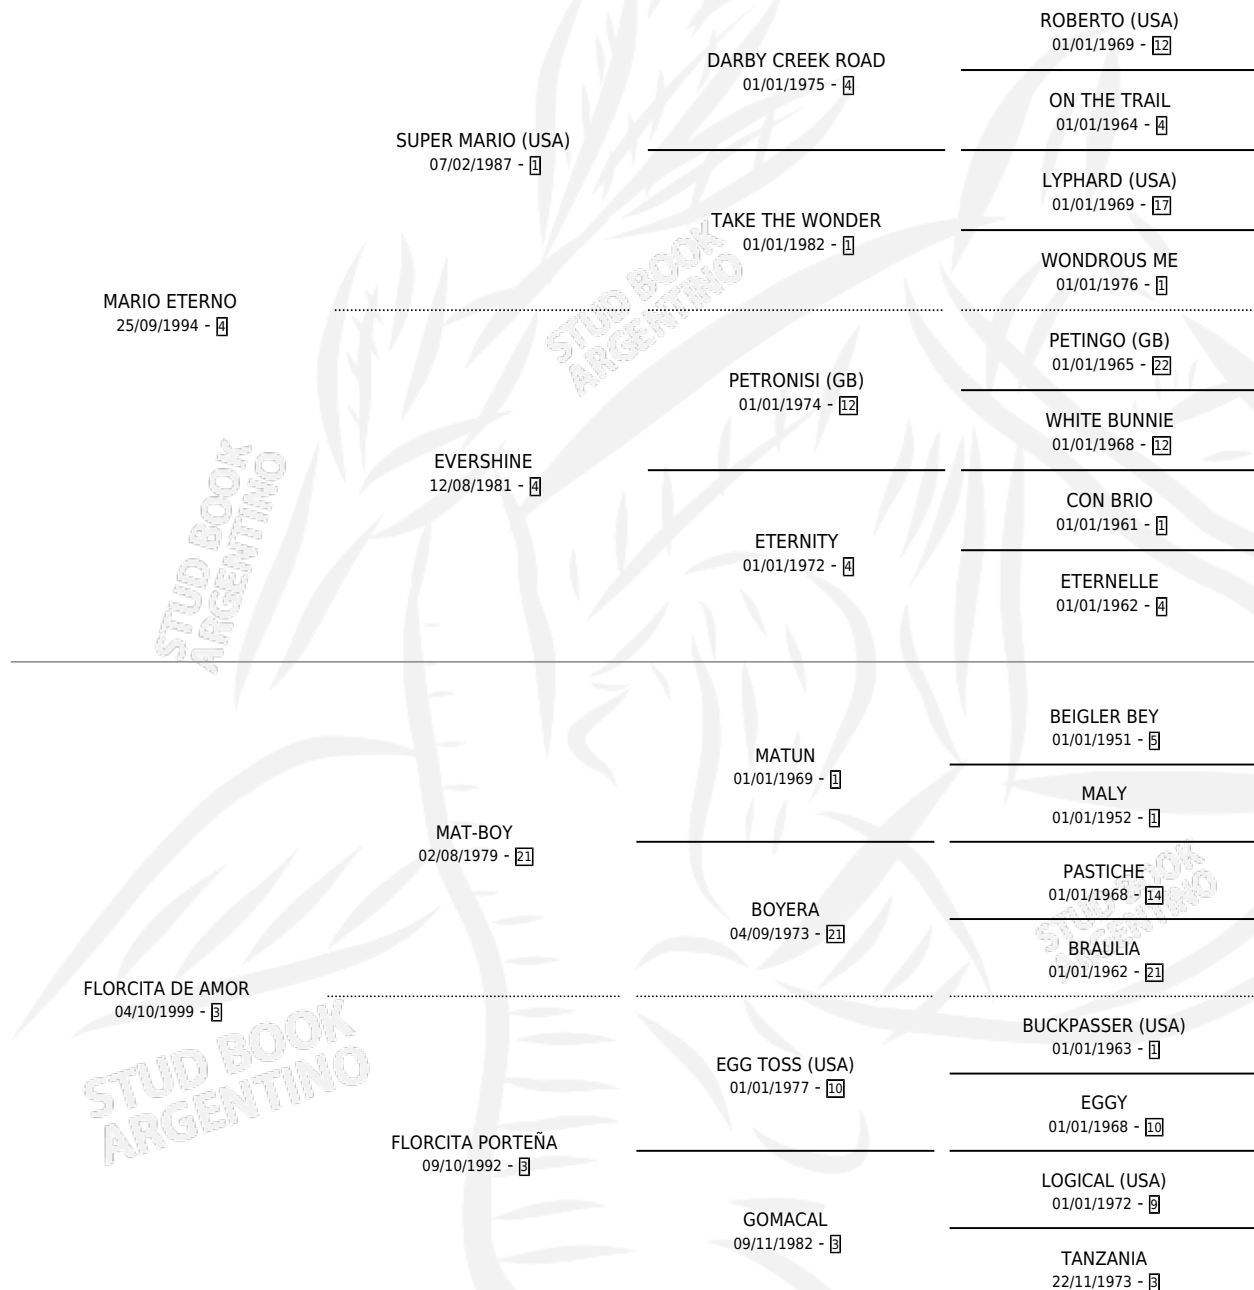 ROBERTO (USA)
01/01/1969 - 12
DARBY CREEK ROAD
01/01/1975 - 4
ON THE TRAIL
01/01/1964 - 4
SUPER MARIO (USA)
07/02/1987 - 1
LYPHARD (USA)
01/01/1969 - 17
TAKE THE WONDER
01/01/1982 - 1
WONDROUS ME
01/01/1976 - 1
MARIO ETERNO
25/09/1994 - 4
STUD BOOK
ARGENTINO
PETINGO (GB)
01/01/1965 - 22
PETRONISI (GB)
01/01/1974 - 12
WHITE BUNNIE
01/01/1968 - 12
EVERSHINE
12/08/1981 - 4
CON BRIO
01/01/1961 - 1
ETERNITY
01/01/1972 - 4
ETERNELLE
01/01/1962 - 4
STUD BOOK
ARGENTINO
BEIGLER BEY
01/01/1951 - 5
MATUN
01/01/1969 - 1
MALY
01/01/1952 - 1
MAT-BOY
02/08/1979 - 21
PASTICHE
01/01/1968 - 14
BOYERA
04/09/1973 - 21
STUD BOOK
ARGENTINO
BRAULIA
01/01/1962 - 21
FLORCITA DE AMOR
04/10/1999 - 3
STUD BOOK
ARGENTINO
BUCKPASSER (USA)
01/01/1963 - 1
EGG TOSS (USA)
01/01/1977 - 10
EGGY
01/01/1968 - 10
FLORCITA PORTEÑA
09/10/1992 - 3
LOGICAL (USA)
01/01/1972 - 9
GOMACAL
09/11/1982 - 3
TANZANIA
22/11/1973 - 3